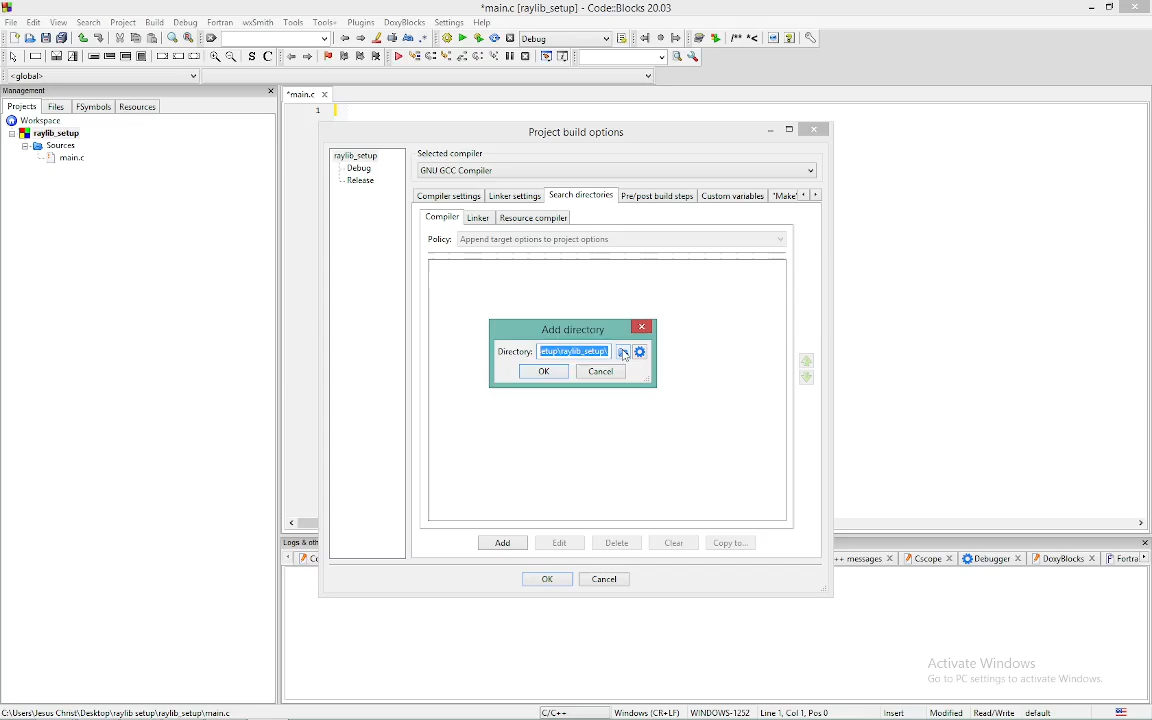 *main.c [raylib_setup] - Code::Blocks 20.03
File Edit View Search Project Build Debug Fortran wxSmith Tools Tools+ Plugins DoxyBlocks Settings Help
Debug
S C
/** *<
<global>
Management
*main.c
Projects Files FSymbols Resources
1
Workspace
raylib_setup
Sources
main.c
Project build options
raylib_setup
Debug
Release
Selected compiler
GNU GCC Compiler
Compiler settings Linker settings Search directories Pre/post build steps Custom variables "Make'
Compiler Linker Resource compiler
Policy: Append target options to project options
Add directory
Directory: etup\raylib_setup\
OK Cancel
Add Edit Delete Clear Copy to...
OK Cancel
Logs & oth
++ messages Cscope Debugger DoxyBlocks Fortra
Activate Windows
Go to PC settings to activate Windows.
C:\Users\Jesus Christ\Desktop\raylib setup\raylib_setup\main.c C/C++ Windows (CR+LF) WINDOWS-1252 Line 1, Col 1, Pos 0 Insert Modified Read/Write default